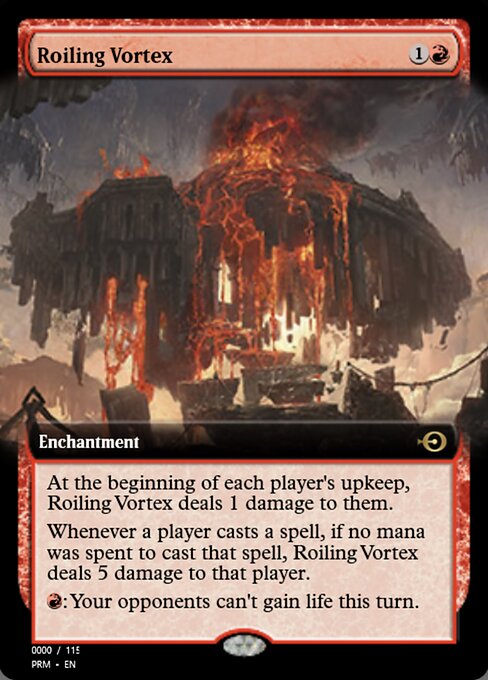 Roiling Vortex 1
Enchantment
At the beginning of each player's upkeep,
Roiling Vortex deals 1 damage to them.
Whenever a player casts a spell, if no mana
was spent to cast that spell, Roiling Vortex
deals 5 damage to that player.
: Your opponents can't gain life this turn.
0000 / 115
PRM • EN